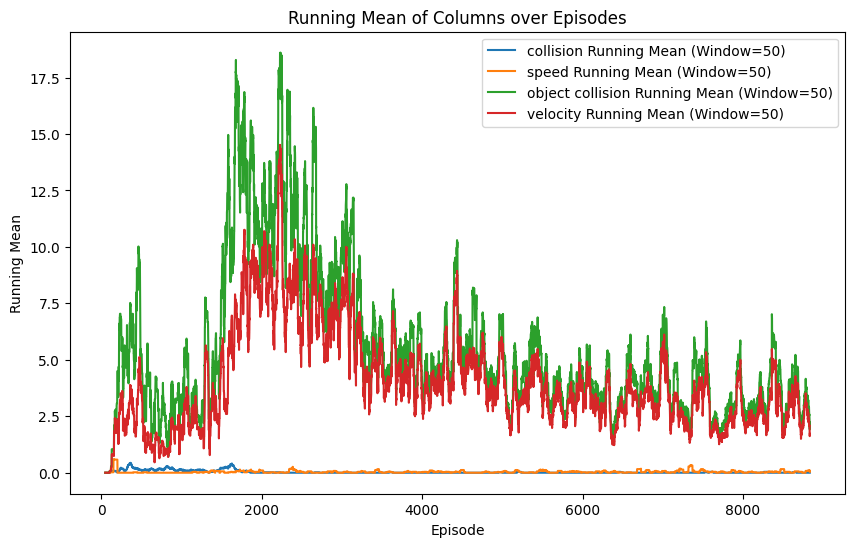 Running Mean of Columns over Episodes
collision Running Mean (Window=50)
speed Running Mean (Window=50)
object collision Running Mean (Window=50)
velocity Running Mean (Window=50)
Running Mean
17.5
15.0
12.5
10.0
7.5
5.0
2.5
0.0
0 2000 4000 6000 8000
Episode